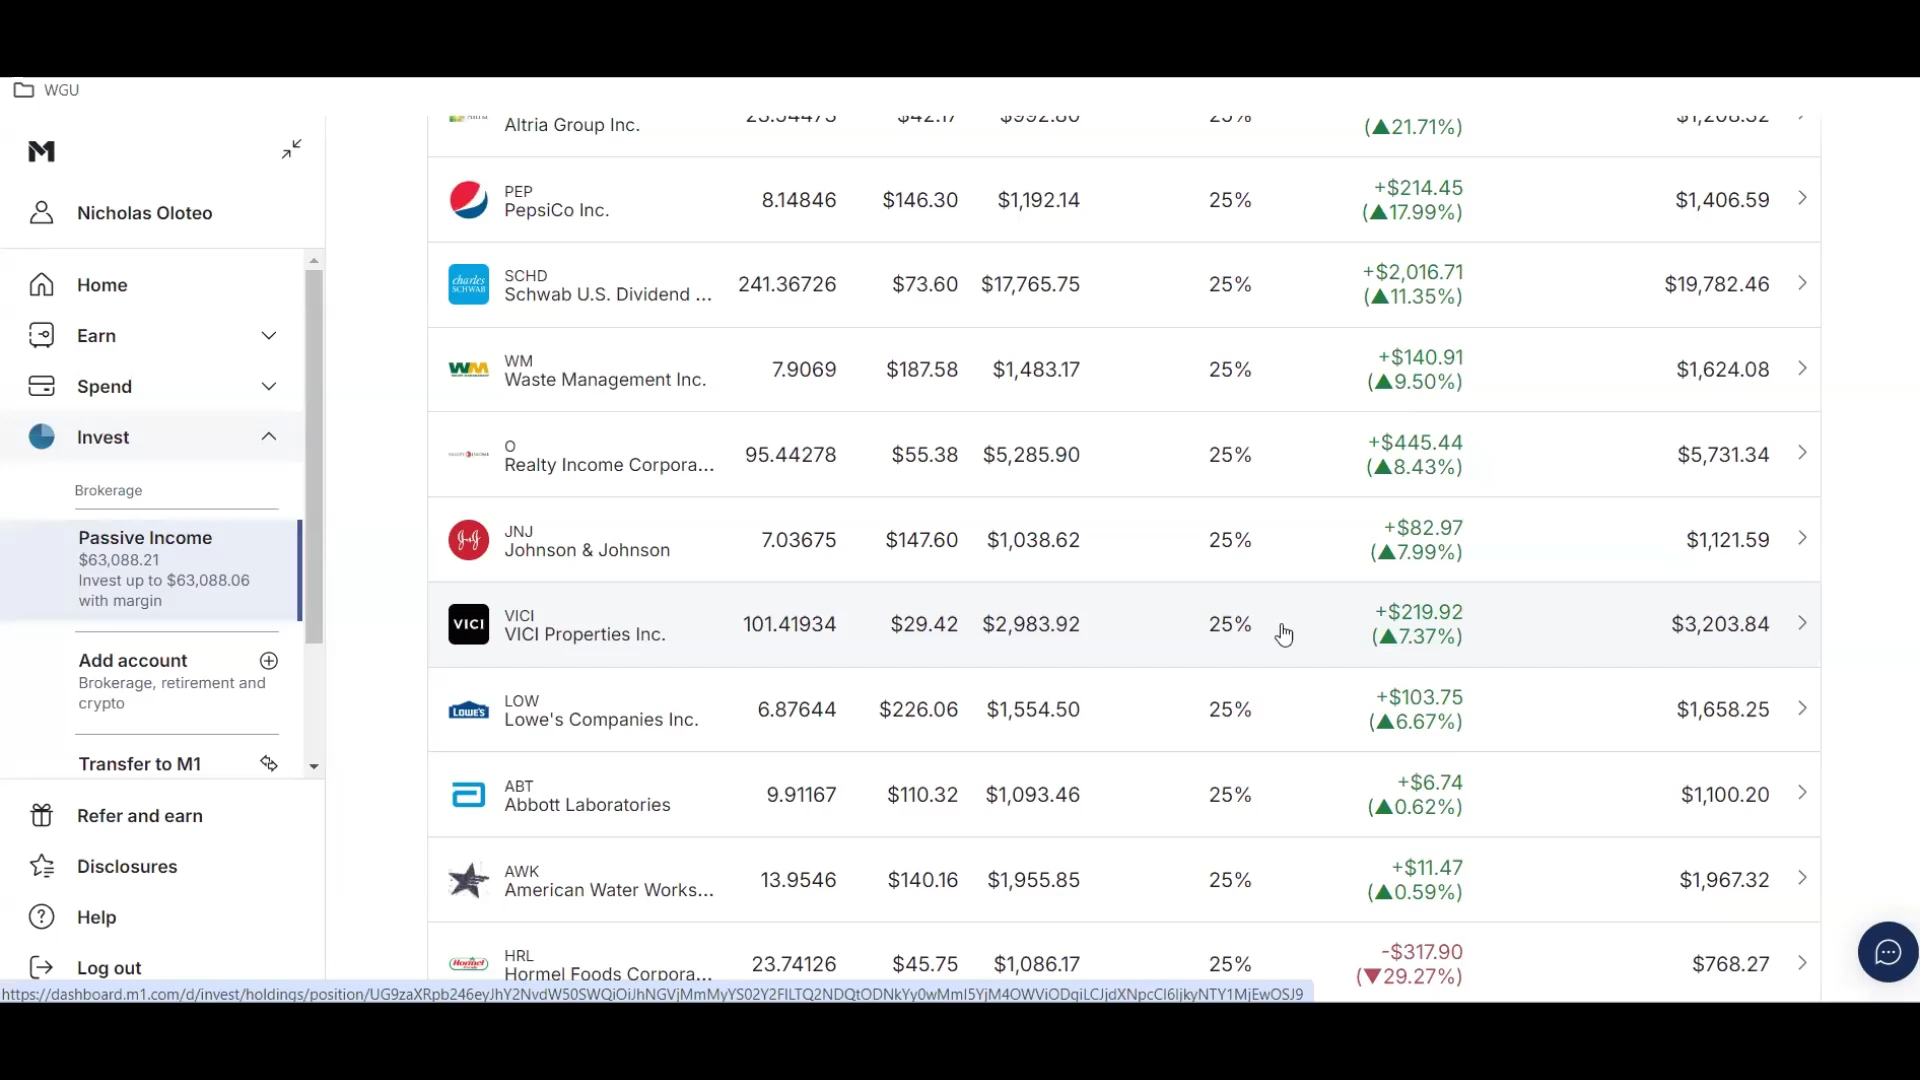 WGU
Nicholas Oloteo
Home
Earn
Spend
Invest
Brokerage
Passive Income
$63,088.21
Invest up to $63,088.06
with margin
Add account
Brokerage, retirement and
crypto
Transfer to M1
Refer and earn
Disclosures
Help
Log out
Altria Group Inc. 25% (▲21.71%)
PEP
PepsiCo Inc. 8.14846 $146.30 $1,192.14 25% +$214.45 (▲17.99%) $1,406.59
charles SCHWAB
SCHD
Schwab U.S. Dividend ... 241.36726 $73.60 $17,765.75 25% +$2,016.71 (▲11.35%) $19,782.46
WM
WM
Waste Management Inc. 7.9069 $187.58 $1,483.17 25% +$140.91 (▲9.50%) $1,624.08
O
Realty Income Corpora... 95.44278 $55.38 $5,285.90 25% +$445.44 (▲8.43%) $5,731.34
J&J
JNJ
Johnson & Johnson 7.03675 $147.60 $1,038.62 25% +$82.97 (▲7.99%) $1,121.59
VICI
VICI
VICI Properties Inc. 101.41934 $29.42 $2,983.92 25% +$219.92 (▲7.37%) $3,203.84
LOWE'S
LOW
Lowe's Companies Inc. 6.87644 $226.06 $1,554.50 25% +$103.75 (▲6.67%) $1,658.25
ABT
Abbott Laboratories 9.91167 $110.32 $1,093.46 25% +$6.74 (▲0.62%) $1,100.20
AWK
American Water Works... 13.9546 $140.16 $1,955.85 25% +$11.47 (▲0.59%) $1,967.32
Hormel
HRL
Hormel Foods Corpora... 23.74126 $45.75 $1,086.17 25% -$317.90 (▼29.27%) $768.27